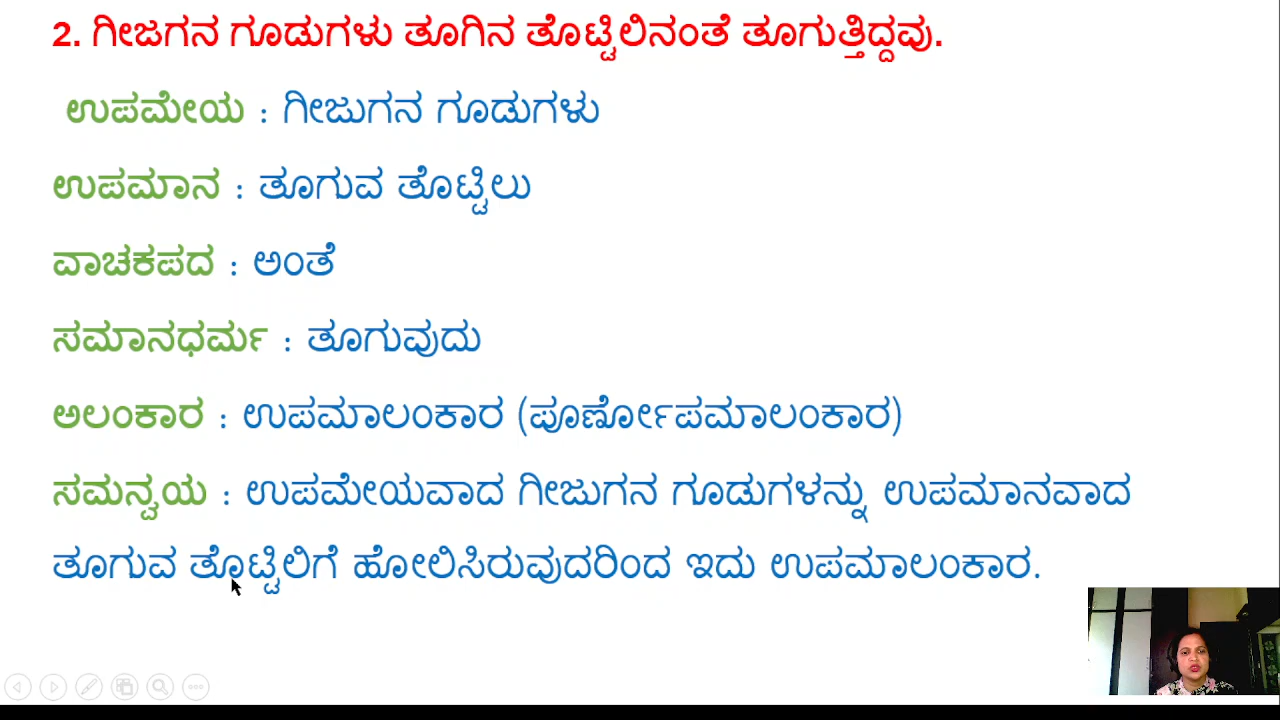 2. ಗೀಜಗನ ಗೂಡುಗಳು ತೂಗಿನ ತೊಟ್ಟಿಲಿನಂತೆ ತೂಗುತ್ತಿದ್ದವು.
ಉಪಮೇಯ : ಗೀಜುಗನ ಗೂಡುಗಳು
ಉಪಮಾನ : ತೂಗುವ ತೊಟ್ಟಿಲು
ವಾಚಕಪದ : ಅಂತೆ
ಸಮಾನಧರ್ಮ : ತೂಗುವುದು
ಅಲಂಕಾರ : ಉಪಮಾಲಂಕಾರ (ಪೂರ್ಣೋಪಮಾಲಂಕಾರ)
ಸಮನ್ವಯ : ಉಪಮೇಯವಾದ ಗೀಜುಗನ ಗೂಡುಗಳನ್ನು ಉಪಮಾನವಾದ
ತೂಗುವ ತೊಟ್ಟಿಲಿಗೆ ಹೋಲಿಸಿರುವುದರಿಂದ ಇದು ಉಪಮಾಲಂಕಾರ.